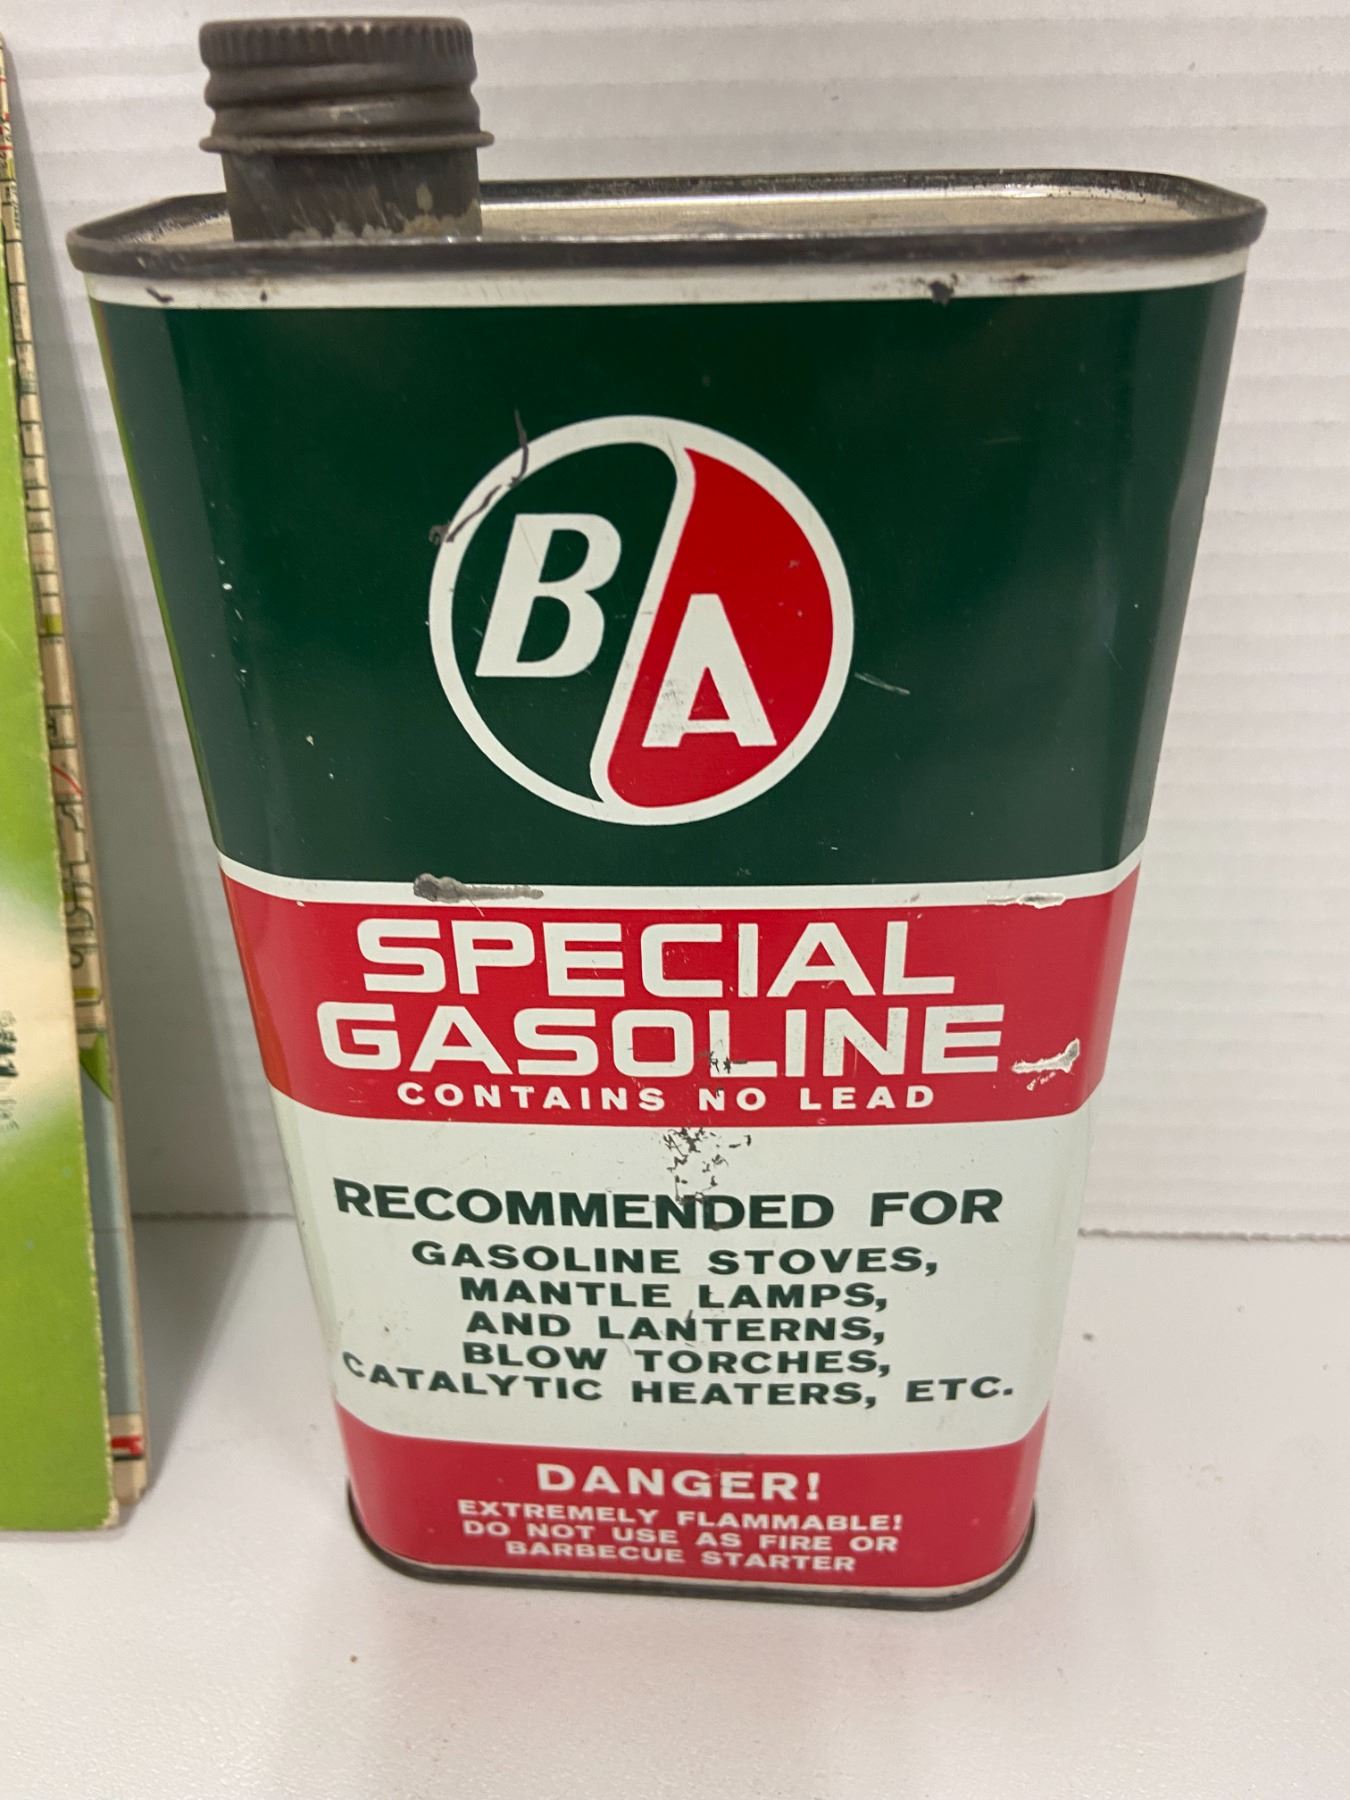 B A
SPECIAL
GASOLINE
CONTAINS NO LEAD
RECOMMENDED FOR
GASOLINE STOVES,
MANTLE LAMPS,
AND LANTERNS,
BLOW TORCHES,
CATALYTIC HEATERS, ETC.
DANGER!
EXTREMELY FLAMMABLE!
DO NOT USE AS FIRE OR
BARBECUE STARTER